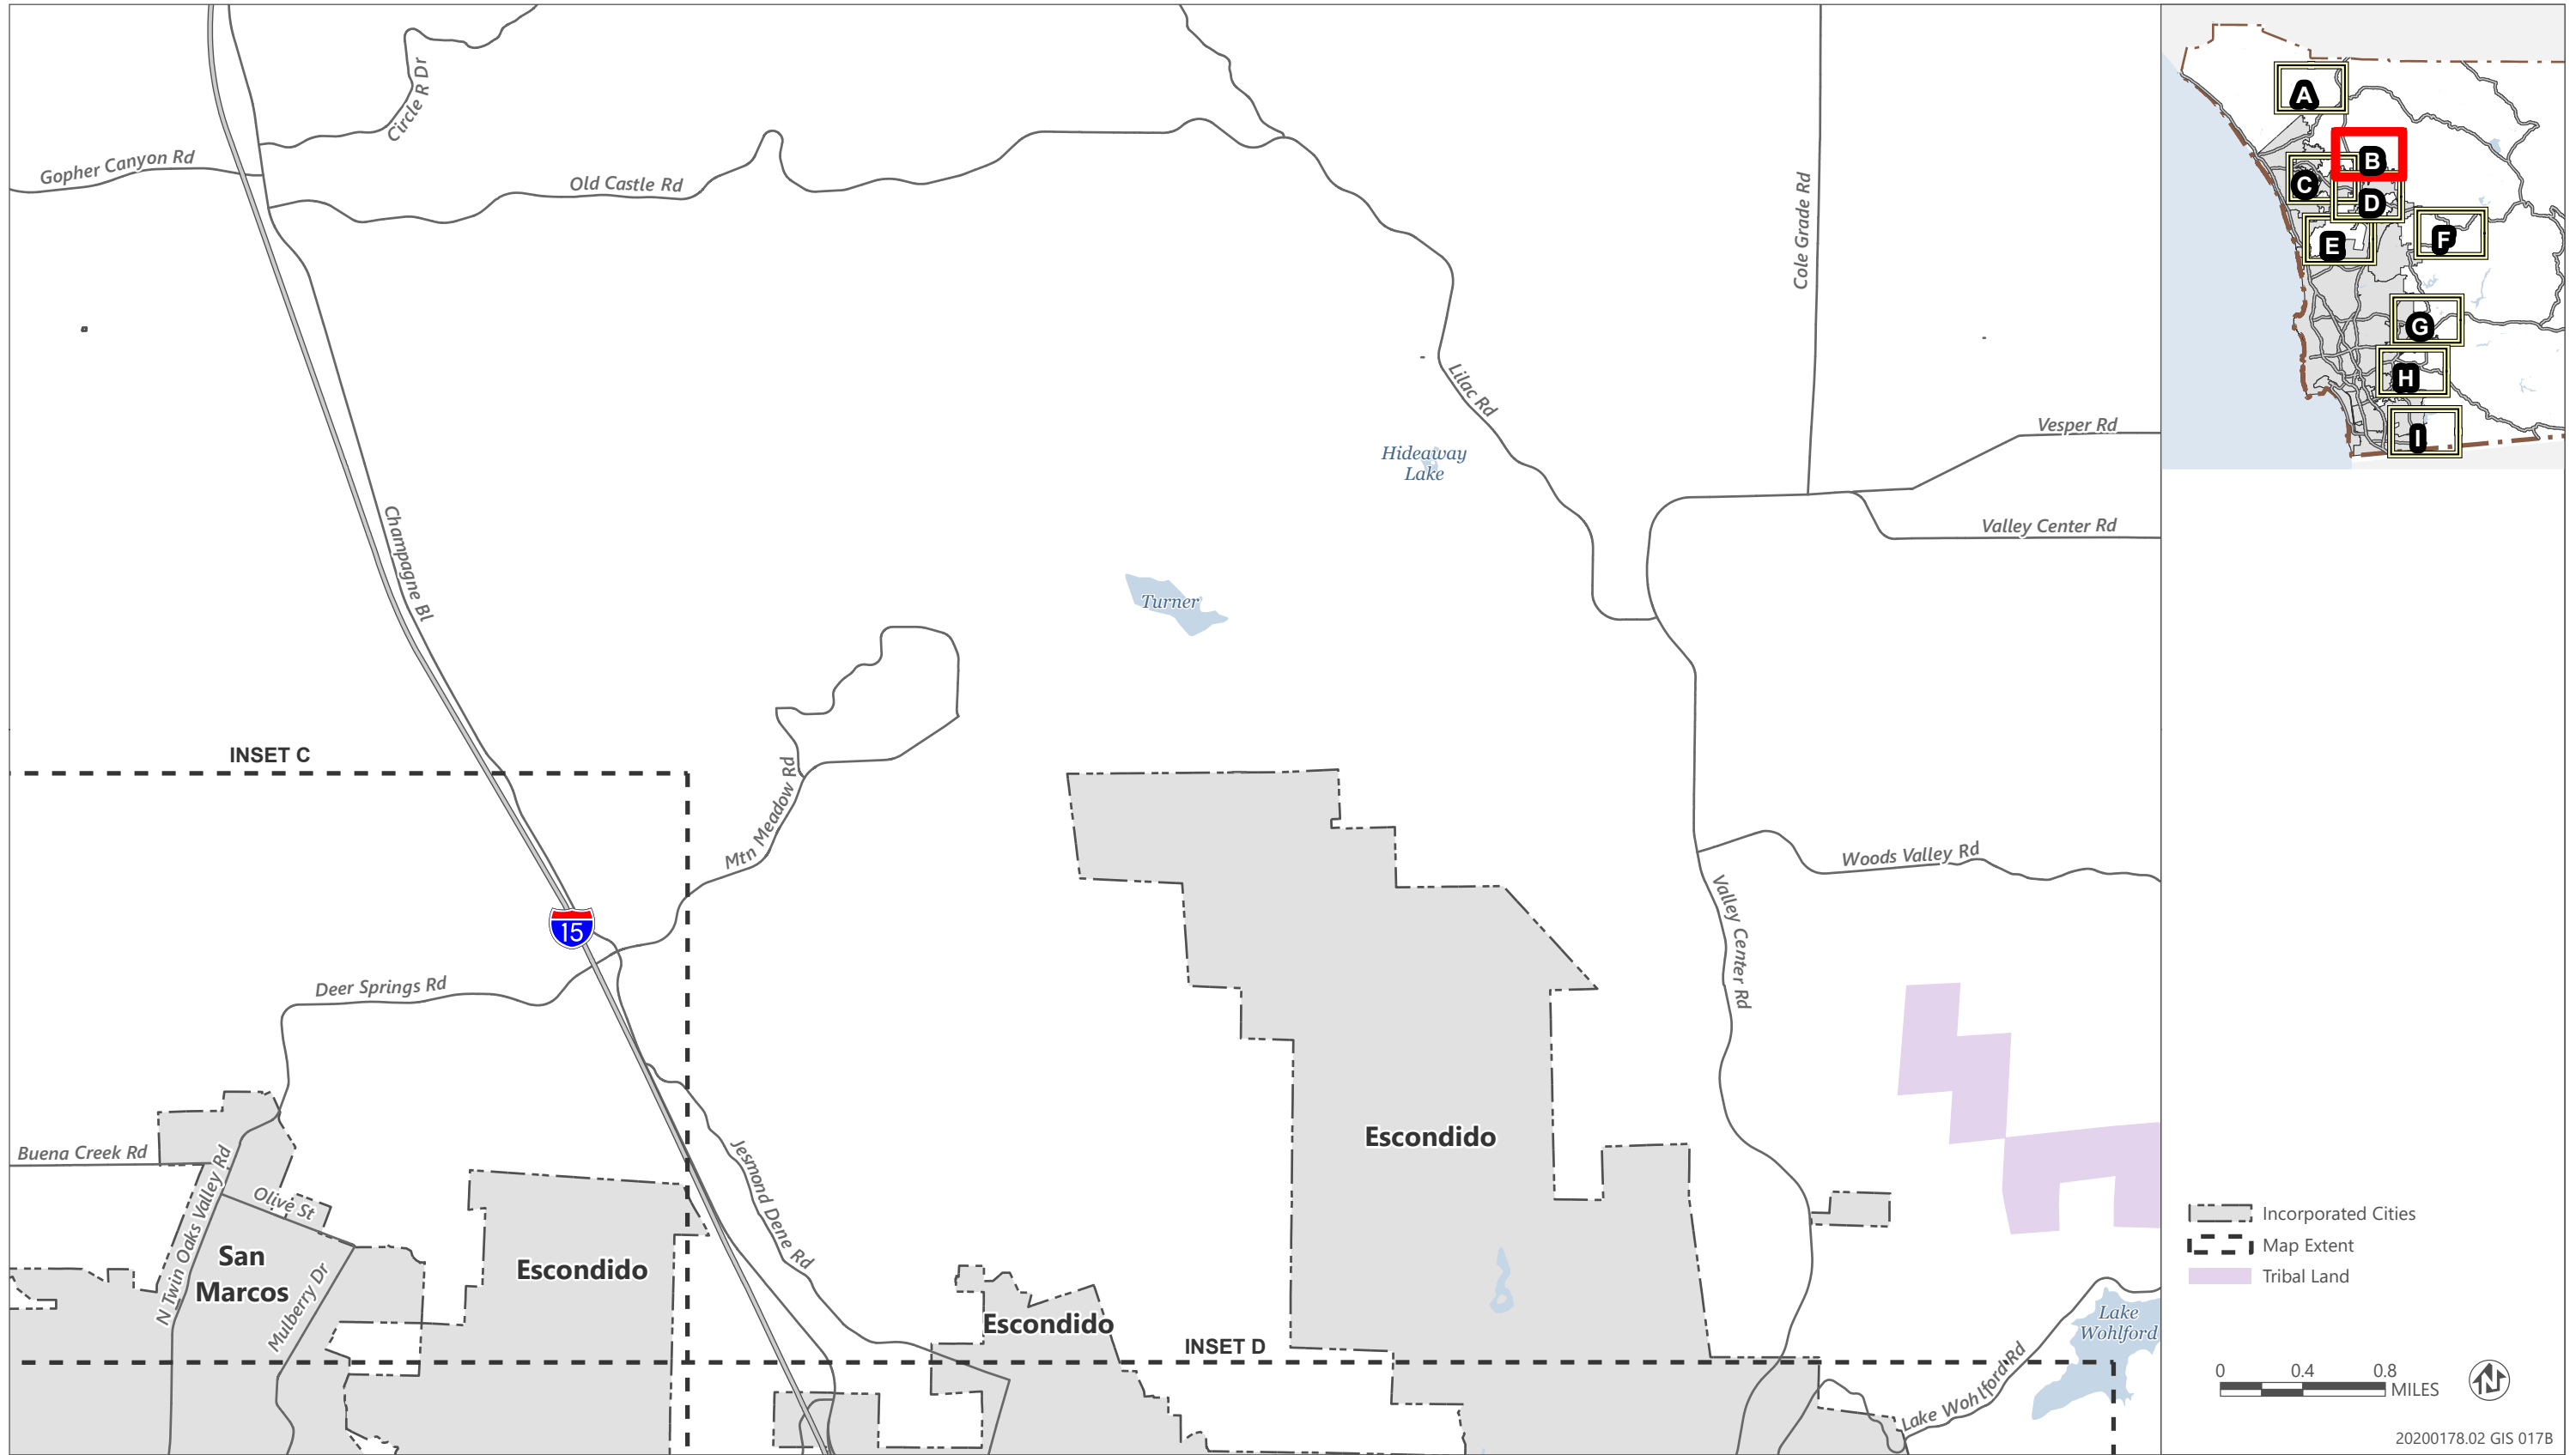 Circle R Dr
Gopher Canyon Rd
Old Castle Rd
Cole Grade Rd
Lilac Rd
Vesper Rd
Hideaway
Lake
Valley Center Rd
Champagne Bl
Turner
INSET C
Mtn Meadow Rd
Woods Valley Rd
Valley Center Rd
15
Deer Springs Rd
Buena Creek Rd
N Twin Oaks Valley Rd
Olive St
Jesmond Dene Rd
Escondido
San
Marcos
Mulberry Dr
Escondido
Escondido
INSET D
Lake
Wohlford
Lake Wohlford Rd
A
B
C
D
E
F
G
H
I
Incorporated Cities
Map Extent
Tribal Land
0 0.4 0.8
MILES
N
20200178.02 GIS 017B